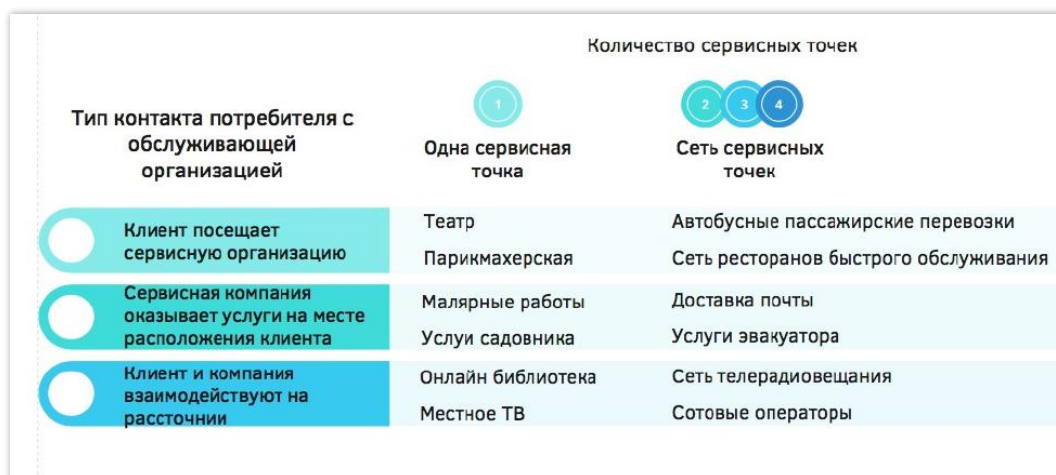 Количество сервисных точек
1
2 3 4
Тип контакта потребителя с
обслуживающей
организацией
Одна сервисная
точка
Сеть сервисных
точек
Клиент посещает
сервисную организацию
Театр
Автобусные пассажирские перевозки
Парикмахерская
Сеть ресторанов быстрого обслуживания
Сервисная компания
оказывает услуги на месте
расположения клиента
Малярные работы
Доставка почты
Услуи садовника
Услуги эвакуатора
Клиент и компания
взаимодействуют на
рассточнии
Онлайн библиотека
Сеть телерадиовещания
Местное ТВ
Сотовые операторы